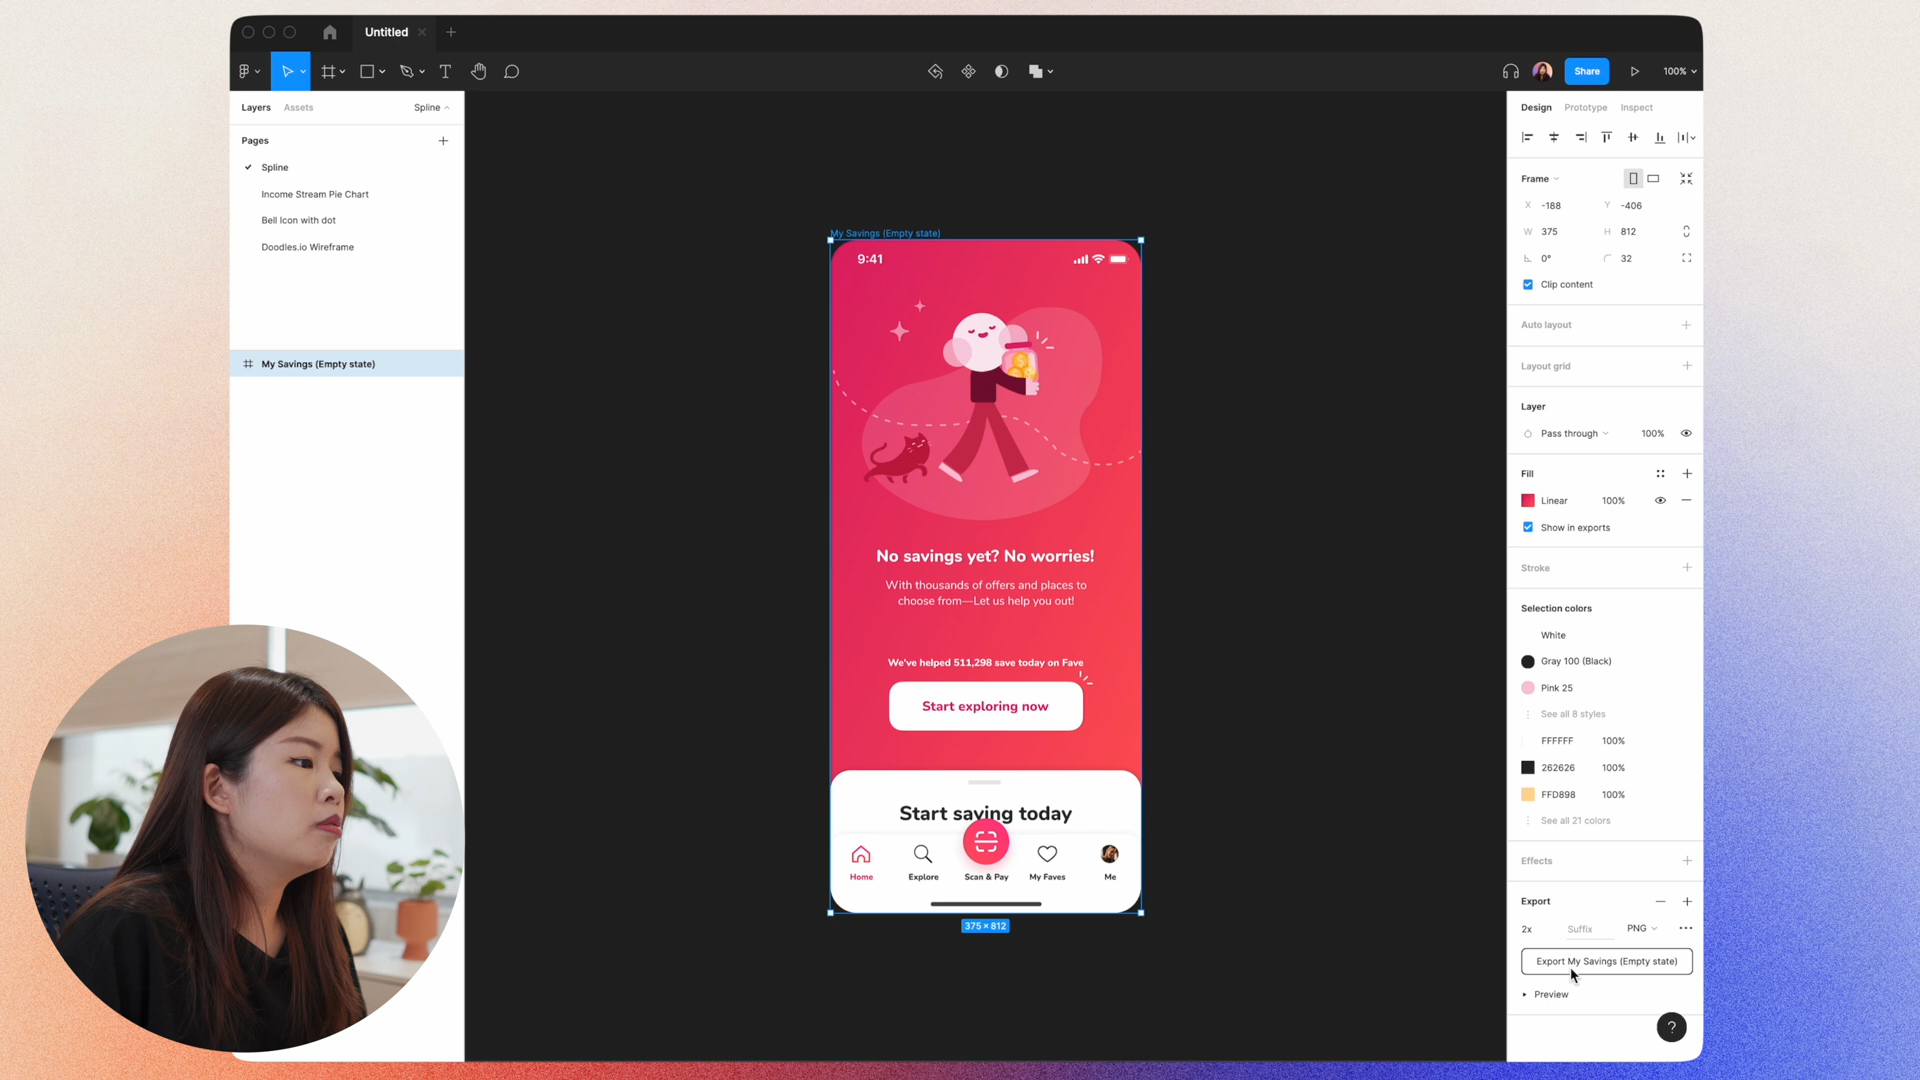 Untitled
Share
100%
Layers
Assets
Spline
Pages
Spline
Income Stream Pie Chart
Bell Icon with dot
Doodles.io Wireframe
My Savings (Empty state)
My Savings (Empty state)
9:41
No savings yet? No worries!
With thousands of offers and places to
choose from—Let us help you out!
We've helped 511,298 save today on Fave
Start exploring now
Start saving today
Home
Explore
Scan & Pay
My Faves
Me
375 × 812
Design
Prototype
Inspect
Frame
X -188 Y -406
W 375 H 812
0° 32
Clip content
Auto layout
Layout grid
Layer
Pass through 100%
Fill
Linear 100%
Show in exports
Stroke
Selection colors
White
Gray 100 (Black)
Pink 25
See all 8 styles
FFFFFF 100%
262626 100%
FFD898 100%
See all 21 colors
Effects
Export
2x Suffix PNG
Export My Savings (Empty state)
Preview
?